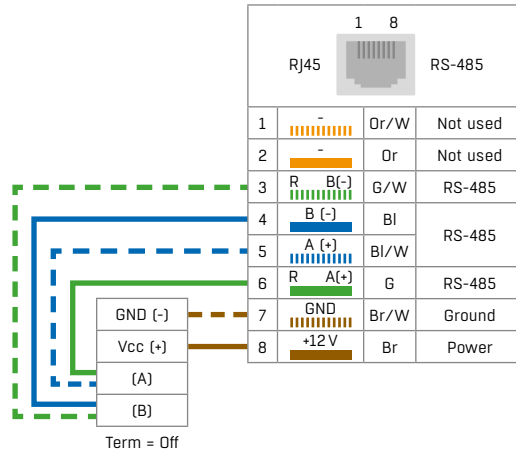 1 8
RJ45 RS-485
1 - Or/W Not used
2 - Or Not used
3 R B(-) G/W RS-485
4 B (-) Bl
RS-485
5 A (+) Bl/W
6 R A(+) G RS-485
7 GND Br/W Ground
8 +12 V Br Power
GND (-)
Vcc (+)
(A)
(B)
Term = Off